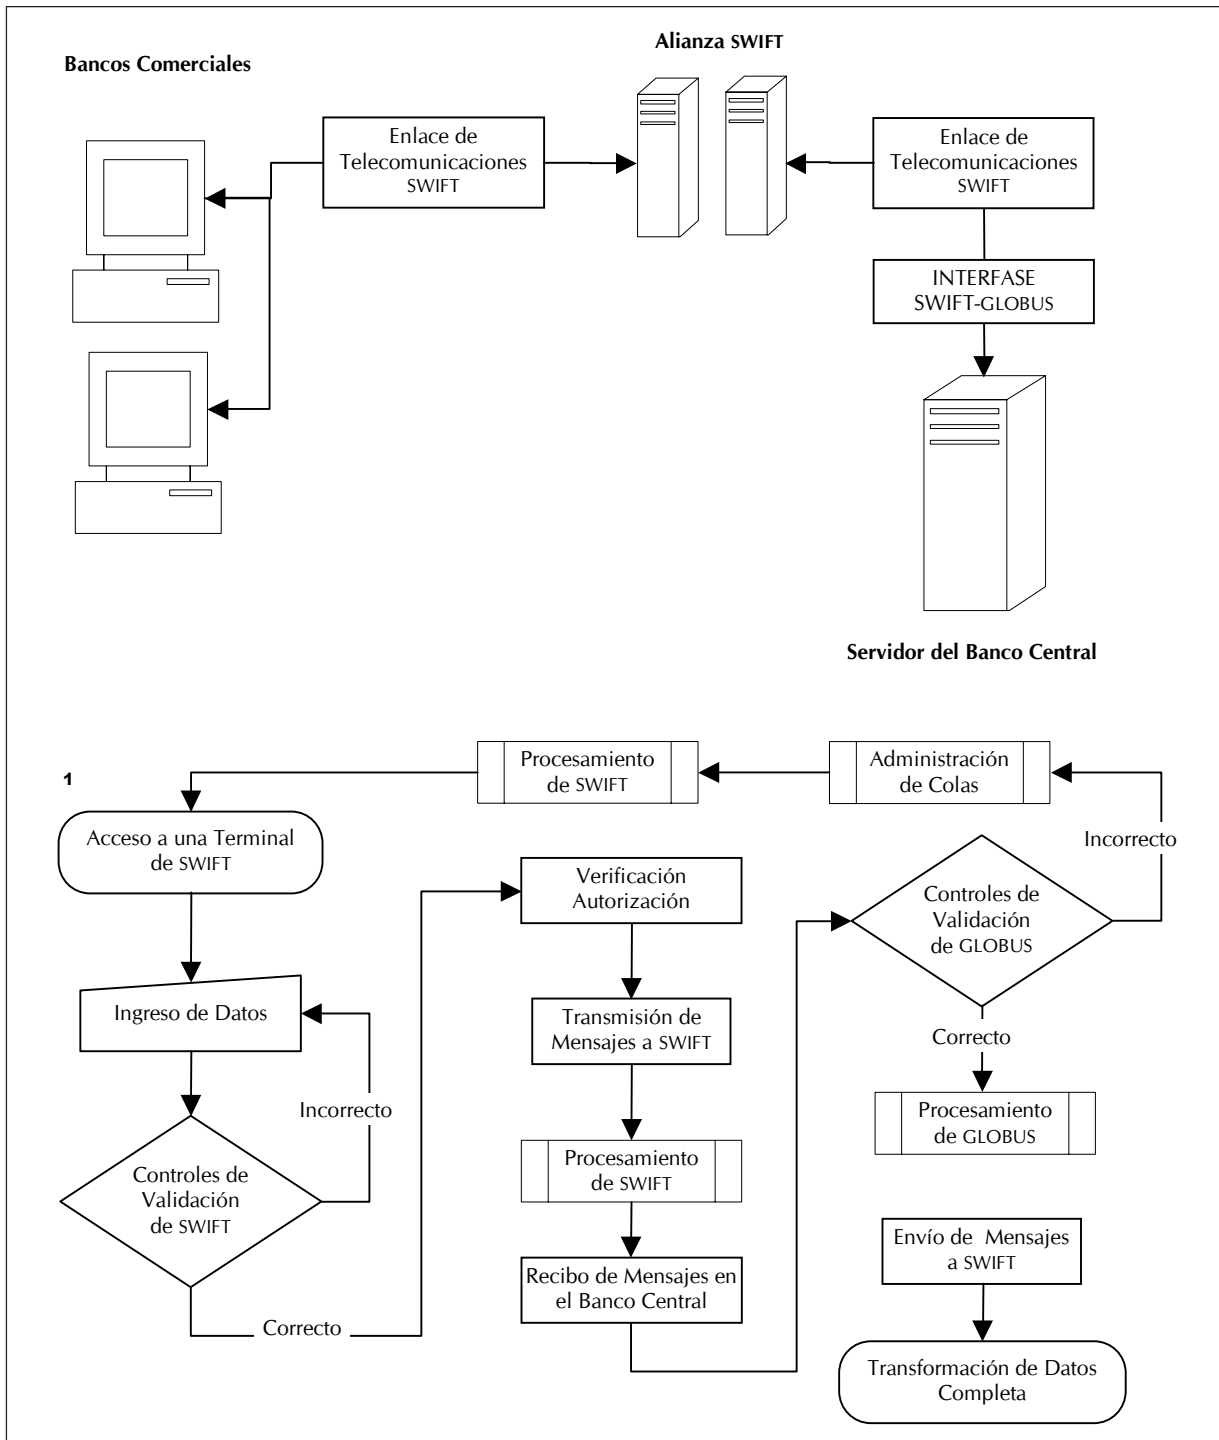 Alianza SWIFT
Bancos Comerciales
Enlace de
Telecomunicaciones
SWIFT
Enlace de
Telecomunicaciones
SWIFT
INTERFASE
SWIFT-GLOBUS
Servidor del Banco Central
1
Procesamiento
de SWIFT
Administración
de Colas
Acceso a una Terminal
de SWIFT
Incorrecto
Verificación
Autorización
Controles de
Validación
de GLOBUS
Ingreso de Datos
Transmisión de
Mensajes a SWIFT
Correcto
Incorrecto
Procesamiento
de GLOBUS
Controles de
Validación
de SWIFT
Procesamiento
de SWIFT
Envío de Mensajes
a SWIFT
Recibo de Mensajes en
el Banco Central
Correcto
Transformación de Datos
Completa